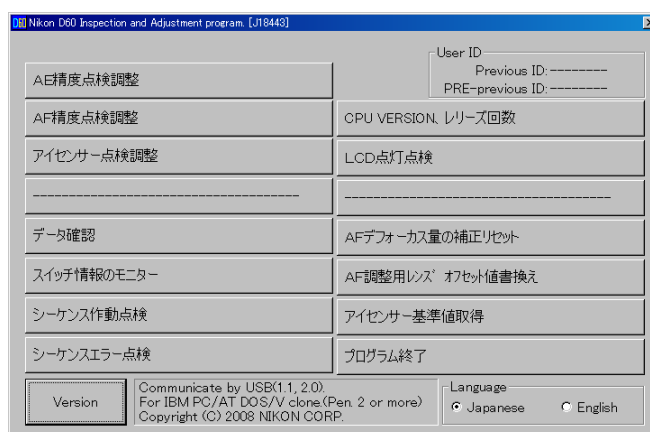 D60 Nikon D60 Inspection and Adjustment program. [J18443]
User ID
Previous ID:--------
PRE-previous ID:--------
AE精度点検調整
AF精度点検調整
CPU VERSION、レリーズ回数
アイセンサー点検調整
LCD点灯点検
-------------------------------------
-------------------------------------
データ確認
AFデフォーカス量の補正リセット
スイッチ情報のモニター
AF調整用レンズ オフセット値書換え
シーケンス作動点検
アイセンサー基準値取得
シーケンスエラー点検
プログラム終了
Version
Communicate by USB(1.1, 2.0).
For IBM PC/AT DOS/V clone.(Pen. 2 or more)
Copyright (C) 2008 NIKON CORP.
Language
Japanese
English